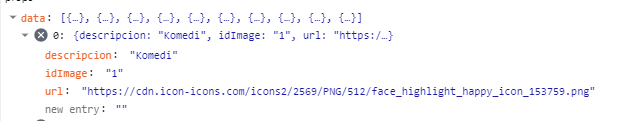 data: [{…}, {…}, {…}, {…}, {…}, {…}, {…}, {…}, {…}, {…}]
0: {descripcion: "Komedi", idImage: "1", url: "https:/…}
descripcion: "Komedi"
idImage: "1"
url: "https://cdn.icon-icons.com/icons2/2569/PNG/512/face_highlight_happy_icon_153759.png"
new entry: ""